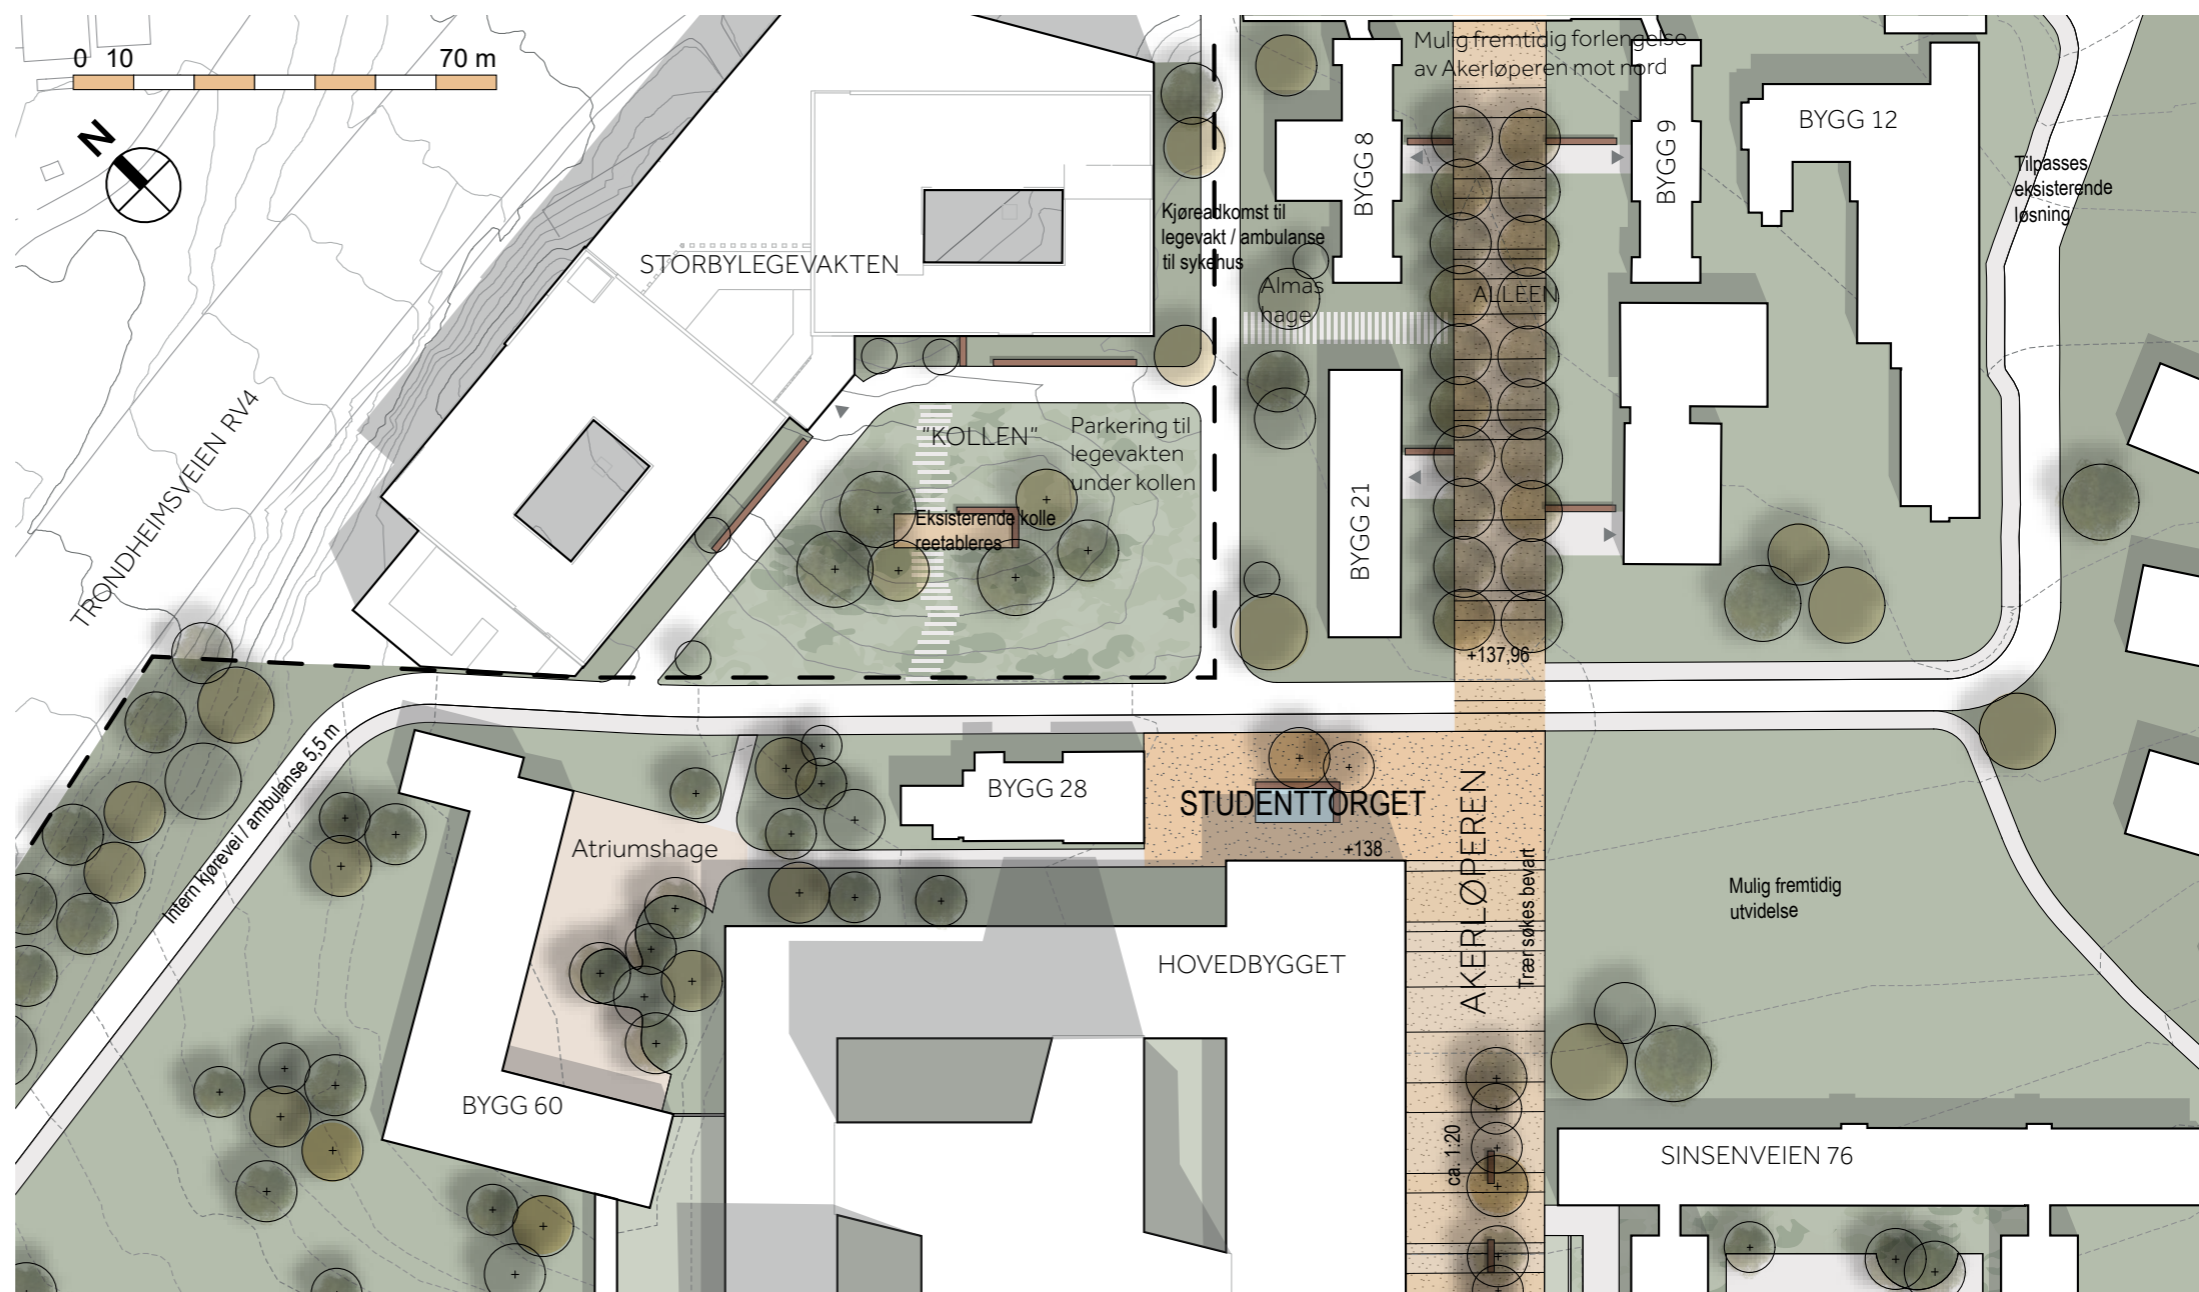 0 10 70 m
N
Mulig fremtidig forlengelse
av Akerløperen mot nord
BYGG 8
BYGG 9
BYGG 12
Tilpasses
eksisterende
løsning
Kjøreadkomst til
legevakt / ambulanse
til sykehus
STORBYLEGEVAKTEN
Almas
hage
ALLEEN
TRONDHEIMSVEIEN RV4
"KOLLEN"
Parkering til
legevakten
under kollen
Eksisterende kolle
reetableres
BYGG 21
+137,96
Intern kjørevei / ambulanse 5,5 m
BYGG 28
STUDENTTORGET
+138
AKERLØPEREN
Trær søkes bevart
Atriumshage
Mulig fremtidig
utvidelse
HOVEDBYGGET
BYGG 60
ca. 1:20
SINSENVEIEN 76